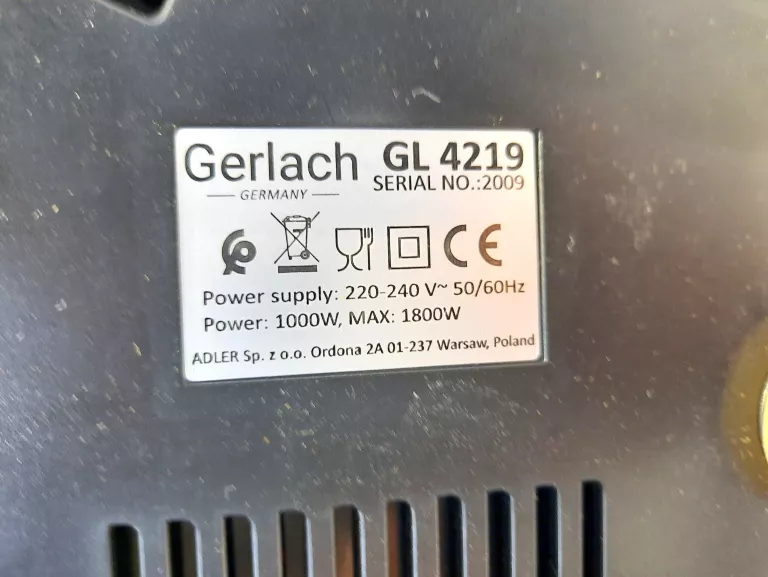 Gerlach GL 4219
GERMANY SERIAL NO.:2009
CE
Power supply: 220-240 V~ 50/60Hz
Power: 1000W, MAX: 1800W
ADLER Sp. z o.o. Ordona 2A 01-237 Warsaw, Poland